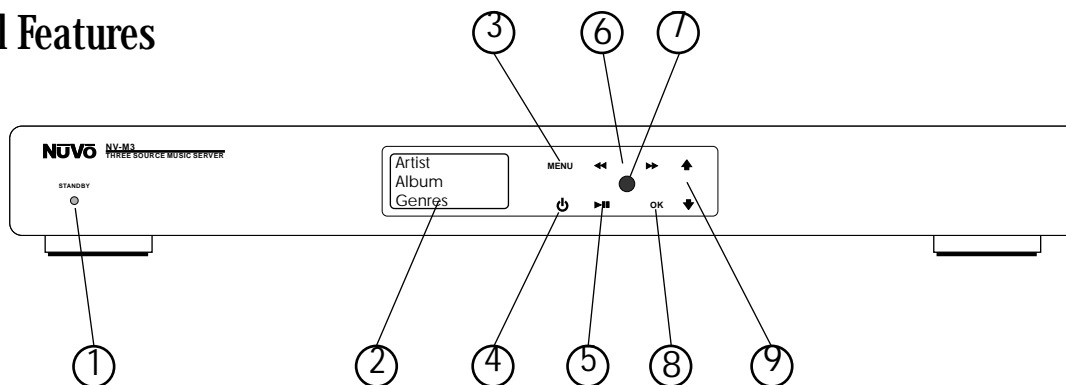 l Features
3
6
7
NŪVŌ
NV-M3
THREE SOURCE MUSIC SERVER
STANDBY
Artist
Album
Genres
MENU
OK
1
2
4
5
8
9